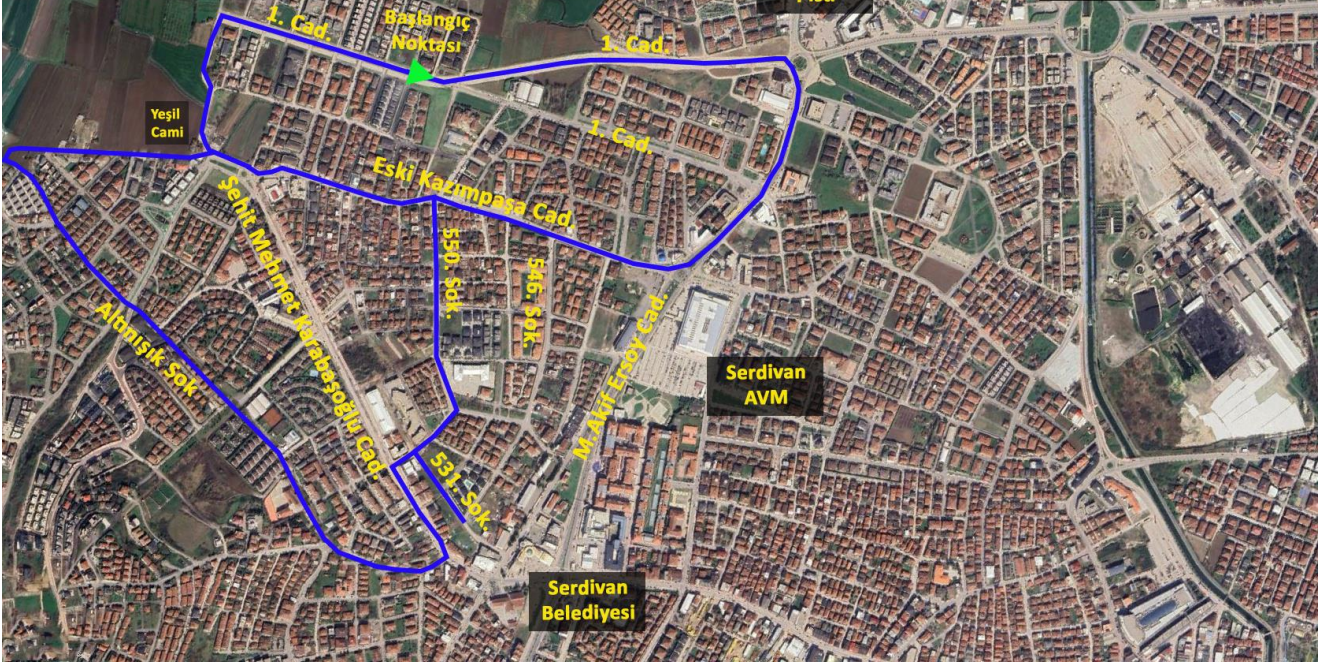 1. Cad.
Başlangıç
Noktası
1. Cad.
1. Cad.
Yeşil
Cami
Eski Kazımpaşa Cad.
Şehit Mehmet Karabaşoğlu Cad.
550. Sok.
546. Sok.
Altınışık Sok
M.Akif Ersoy Cad.
Serdivan
AVM
531. Sok.
Serdivan
Belediyesi